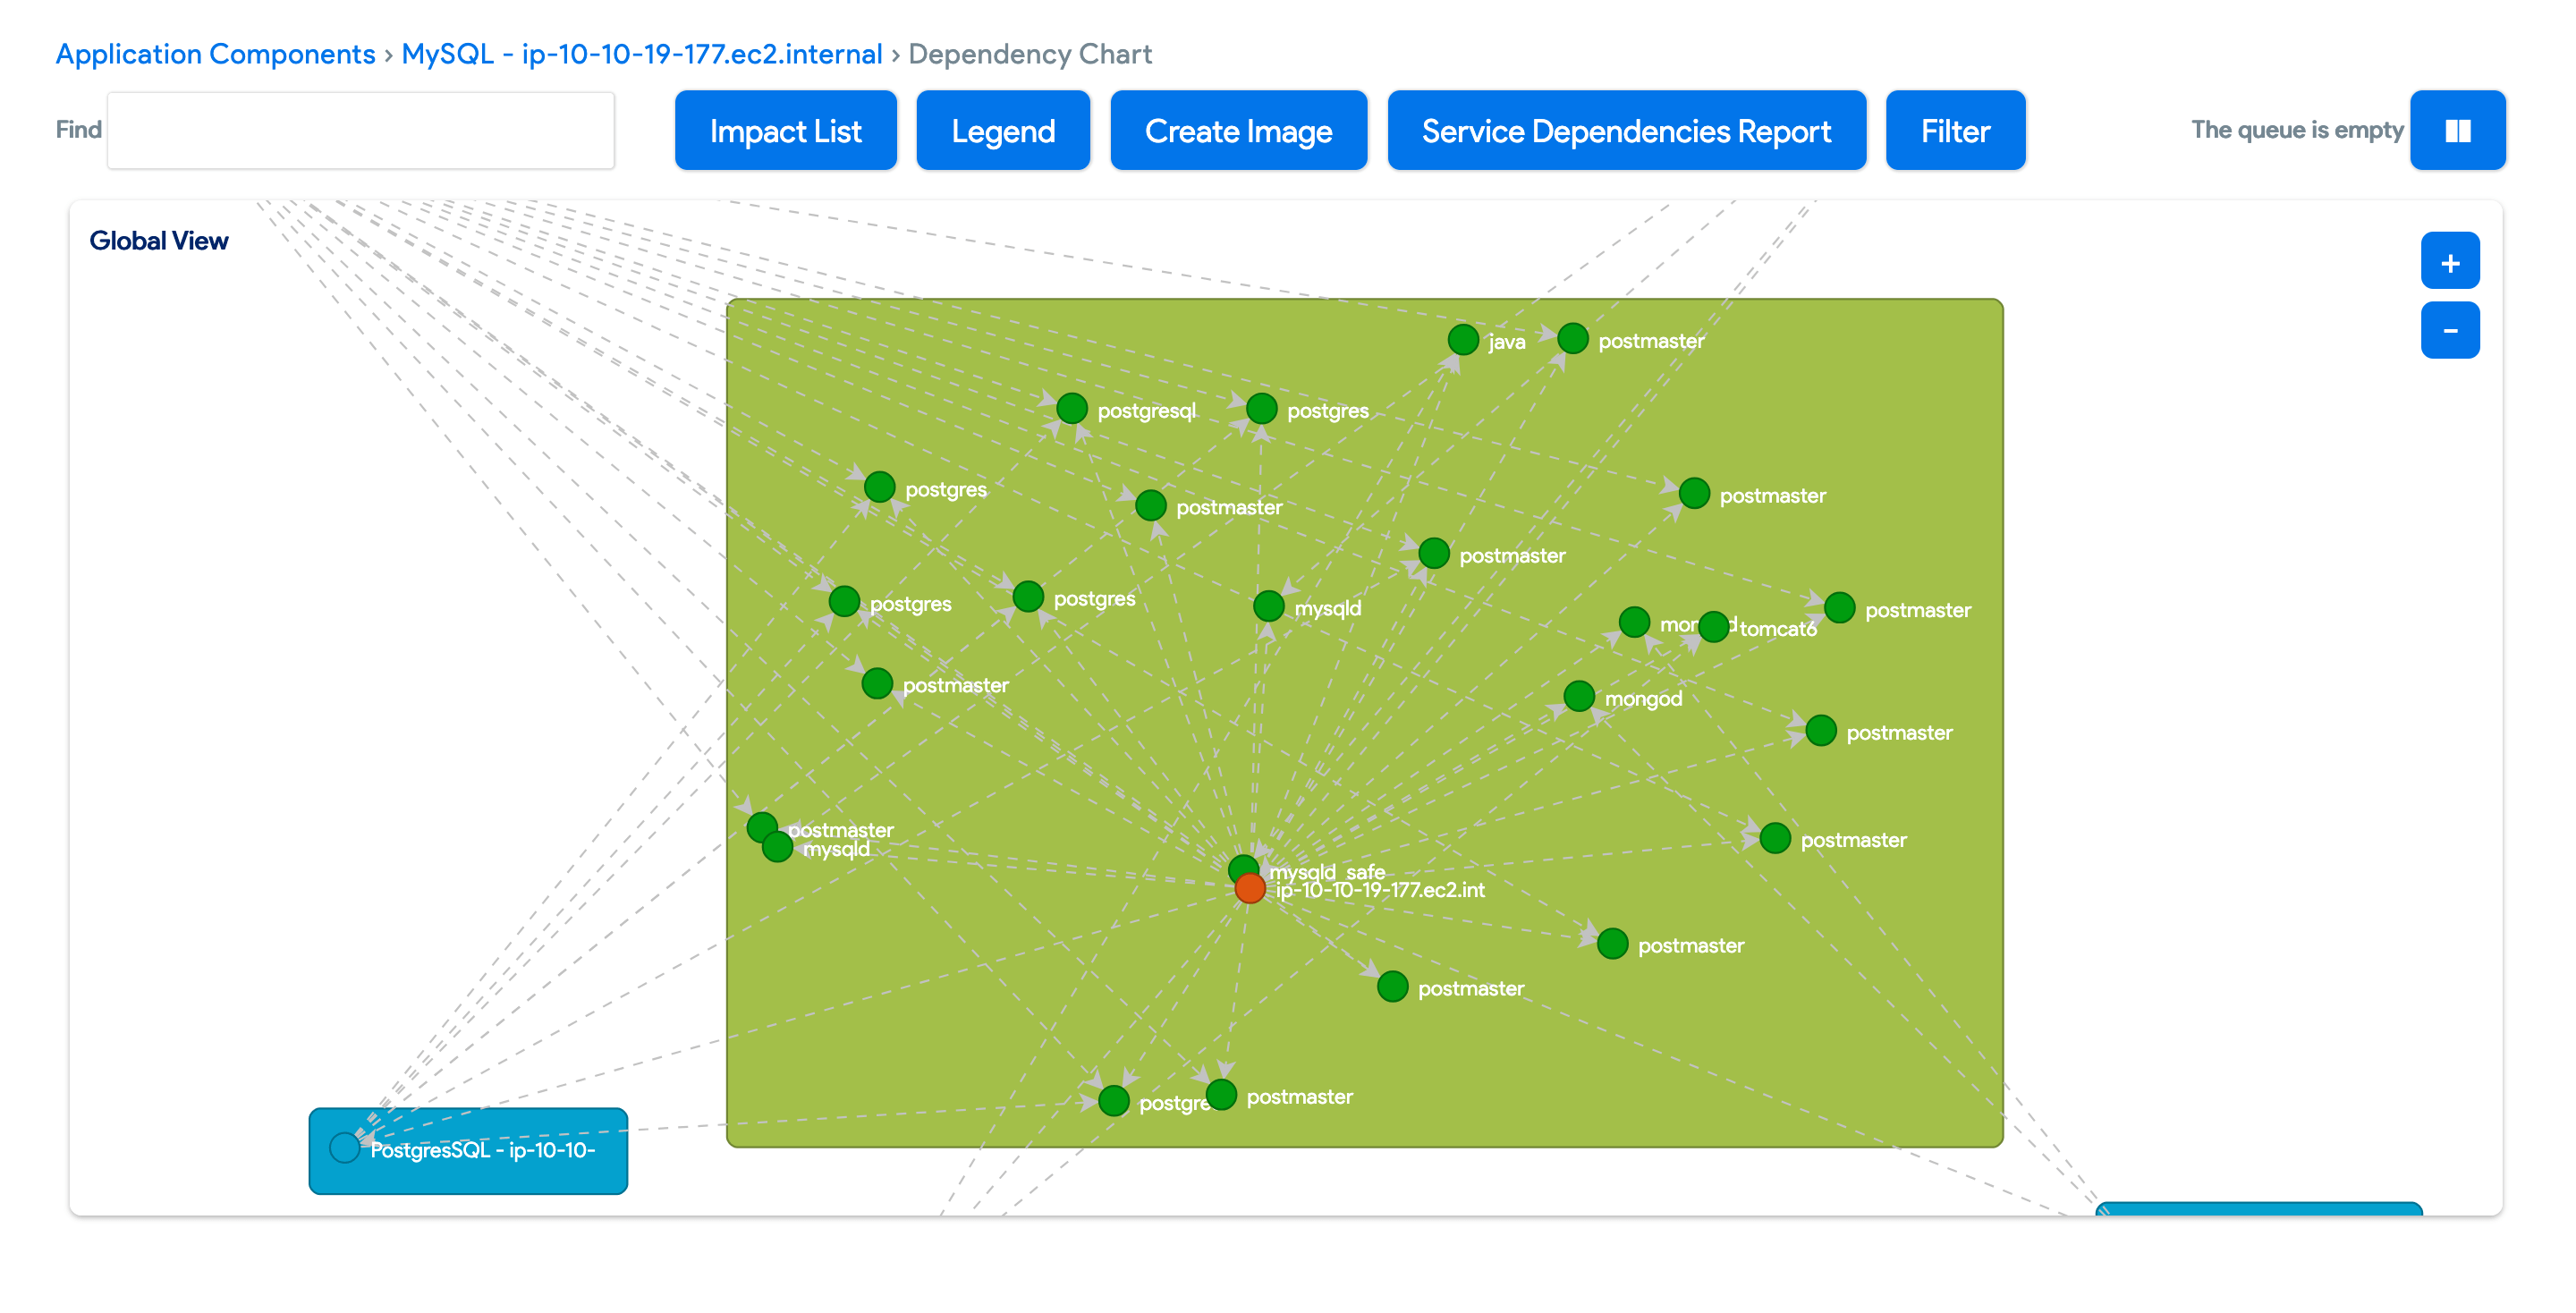 Application Components › MySQL - ip-10-10-19-177.ec2.internal › Dependency Chart
Find
Impact List
Legend
Create Image
Service Dependencies Report
Filter
The queue is empty
Global View
+
-
java
postmaster
postgresql
postgres
postgres
postmaster
postmaster
postmaster
postgres
postgres
mysqld
tomcat6
postmaster
postmaster
mongod
postmaster
postmaster
mysqld
postmaster
mysqld_safe
ip-10-10-19-177.ec2.int
postmaster
postmaster
postmaster
PostgresSQL - ip-10-10-